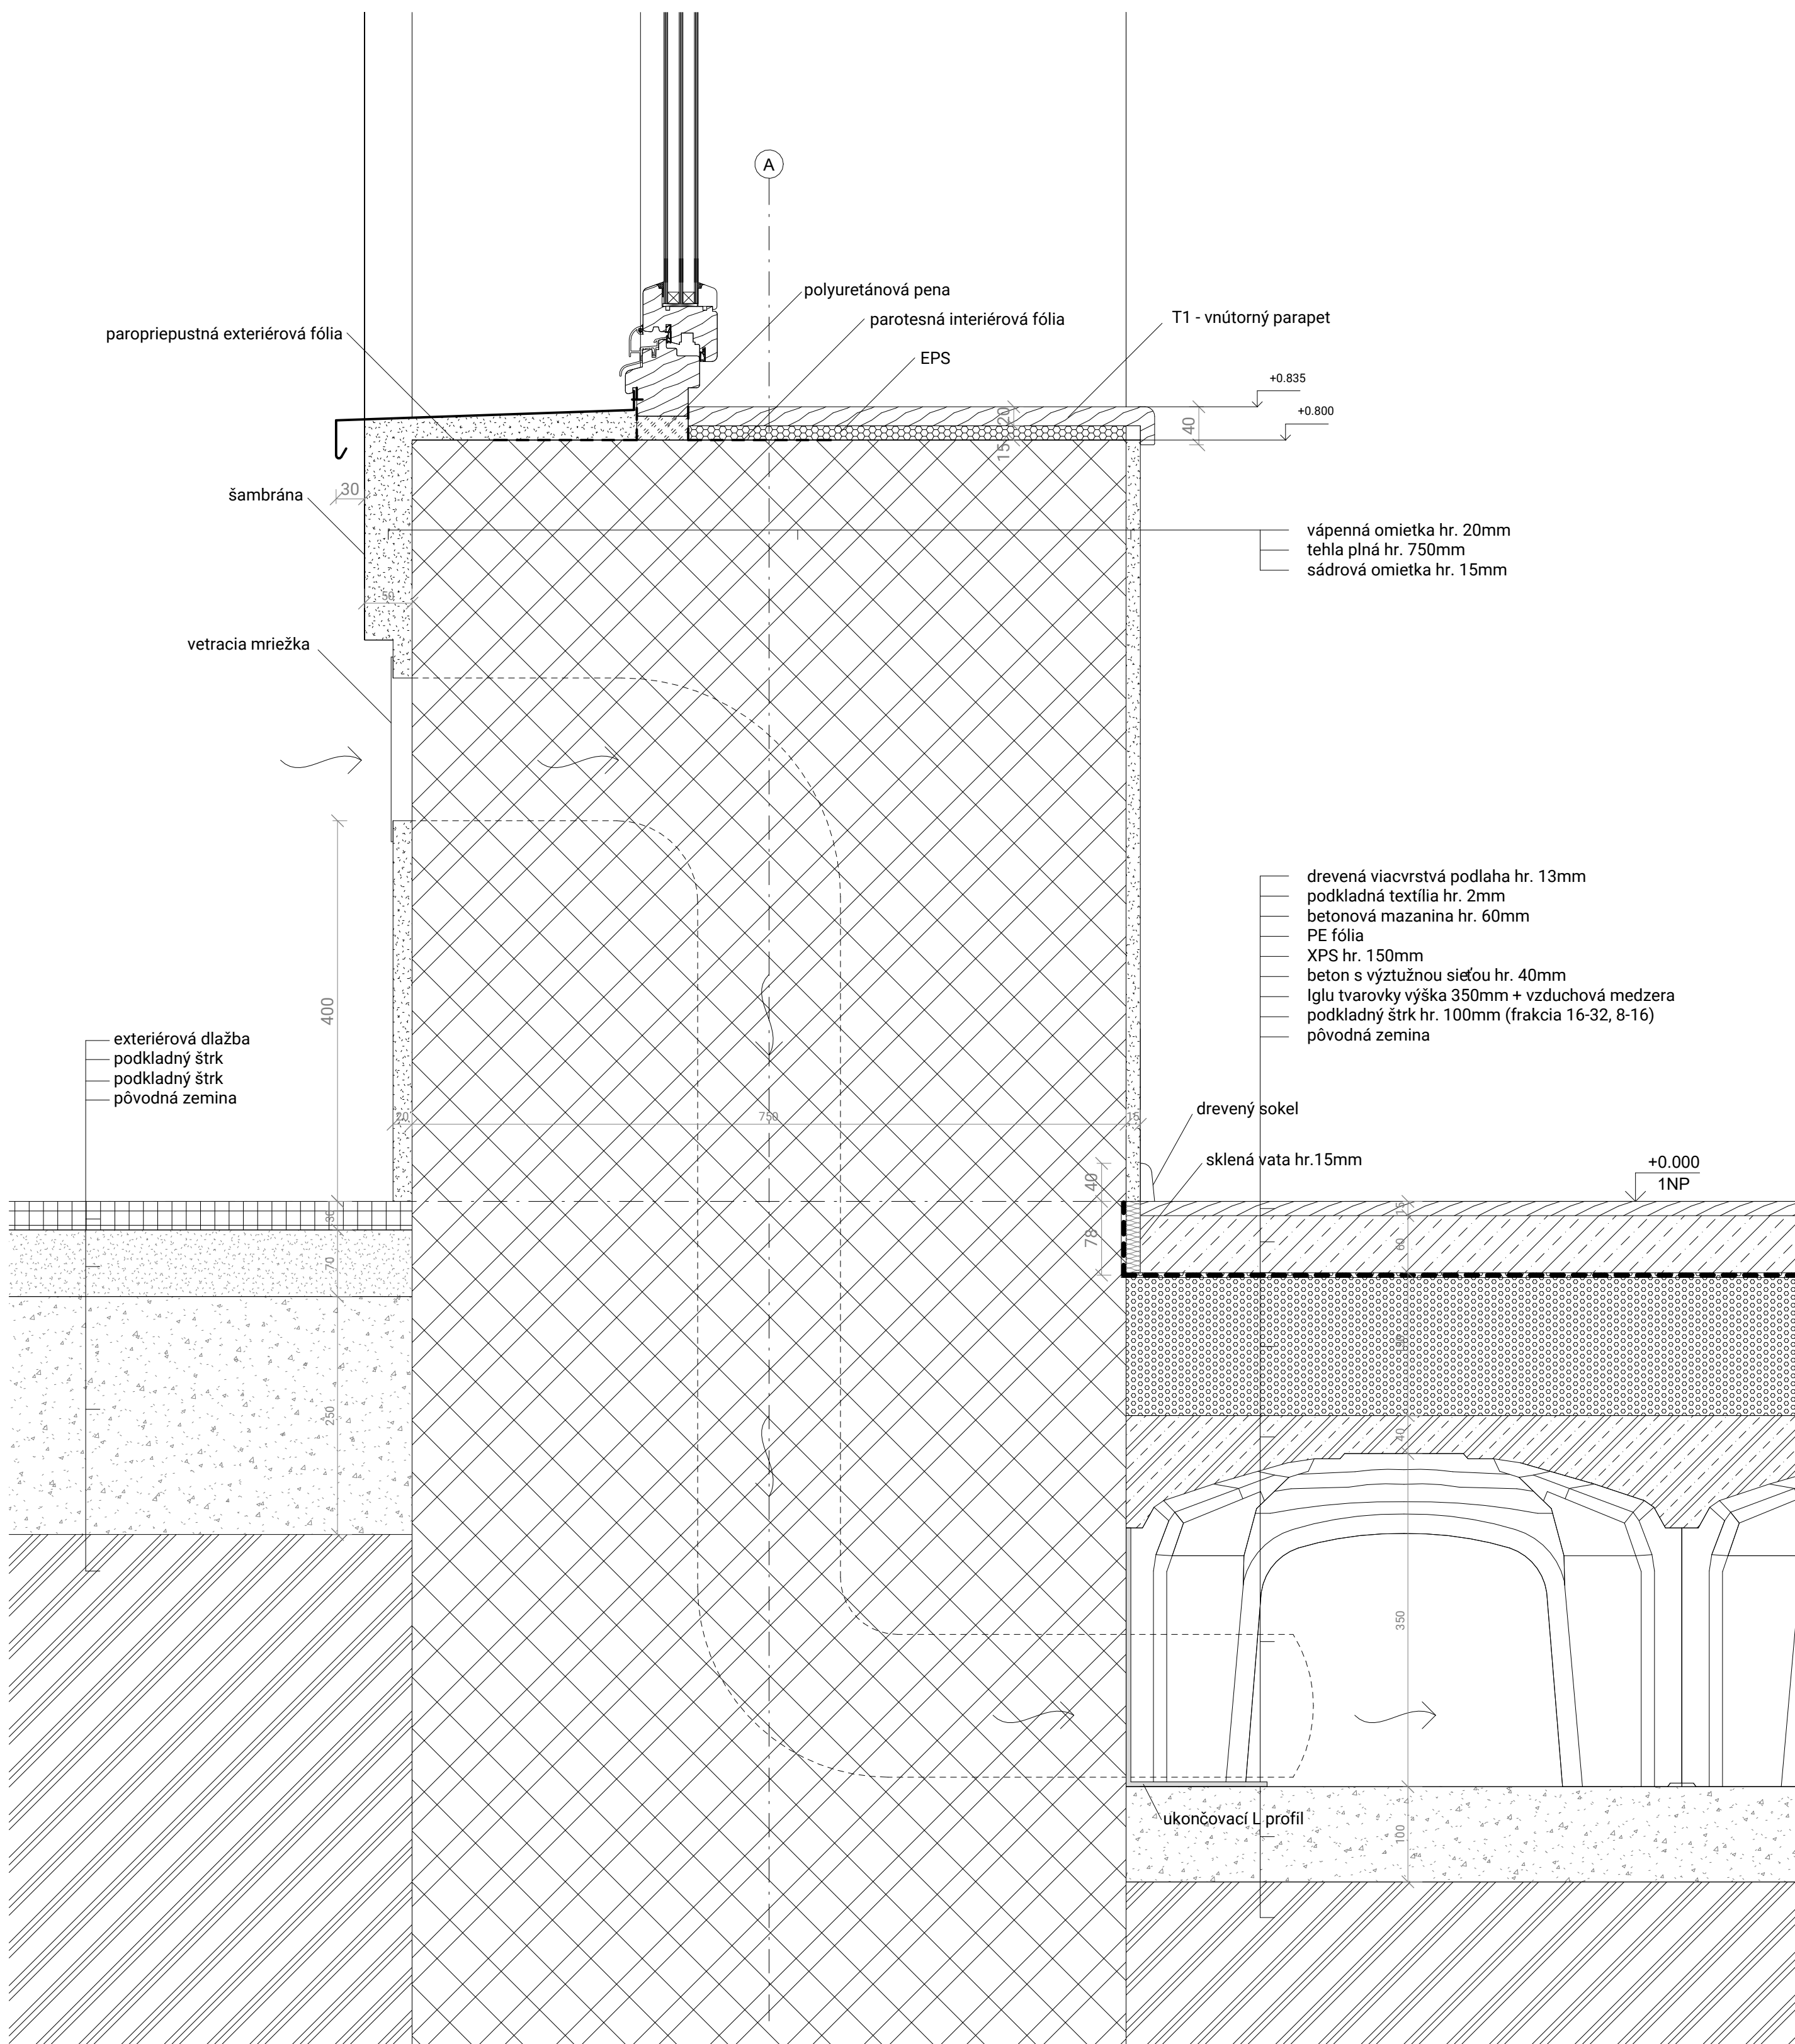 A
polyuretánová pena
parotesná interiérová fólia
T1 - vnútorný parapet
paropriepustná exteriérová fólia
EPS
+0.835
+0.800
20
40
15
30
šambrána
vápenná omietka hr. 20mm
tehla plná hr. 750mm
sádrová omietka hr. 15mm
50
vetracia mriežka
drevená viacvrstvá podlaha hr. 13mm
podkladná textília hr. 2mm
betonová mazanina hr. 60mm
PE fólia
XPS hr. 150mm
beton s výztužnou sieťou hr. 40mm
Iglu tvarovky výška 350mm + vzduchová medzera
podkladný štrk hr. 100mm (frakcia 16-32, 8-16)
pôvodná zemina
400
exteriérová dlažba
podkladný štrk
podkladný štrk
pôvodná zemina
20
750
15
drevený sokel
sklená vata hr.15mm
+0.000
1NP
40
78
30
70
250
15
60
40
350
100
ukončovací L profil